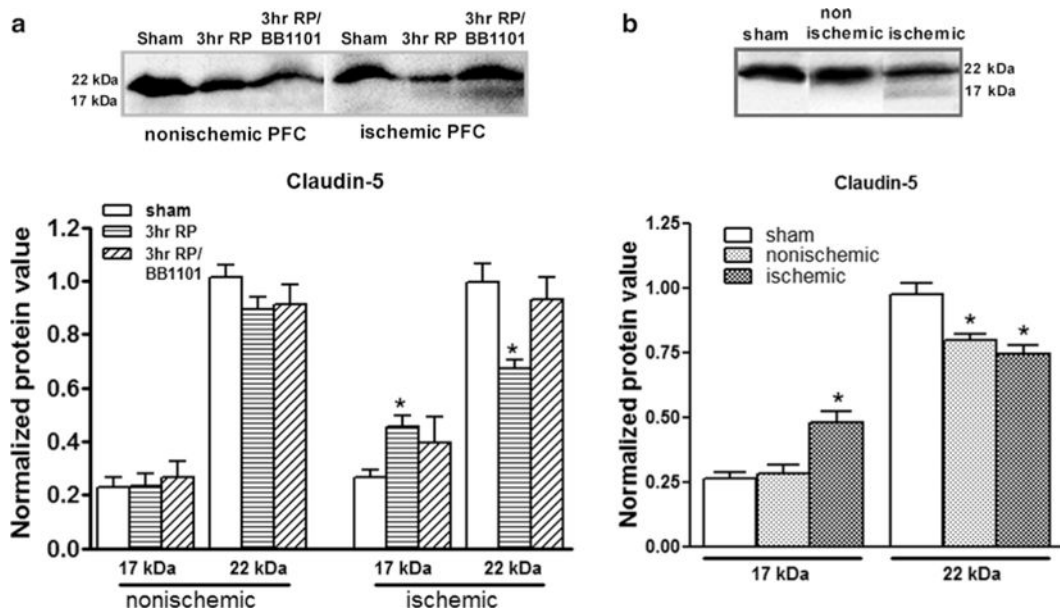 a
3hr RP/
Sham 3hr RP BB1101
3hr RP/
Sham 3hr RP BB1101
22 kDa
17 kDa
nonischemic PFC ischemic PFC
Claudin-5
Normalized protein value
sham
3hr RP
3hr RP/
BB1101
1.2
1.0
0.8
0.6
0.4
0.2
0.0
*
*
17 kDa 22 kDa 17 kDa 22 kDa
nonischemic ischemic
b
non
sham ischemic ischemic
22 kDa
17 kDa
Claudin-5
Normalized protein value
sham
nonischemic
ischemic
1.25
1.00
0.75
0.50
0.25
0.00
*
*
*
17 kDa 22 kDa